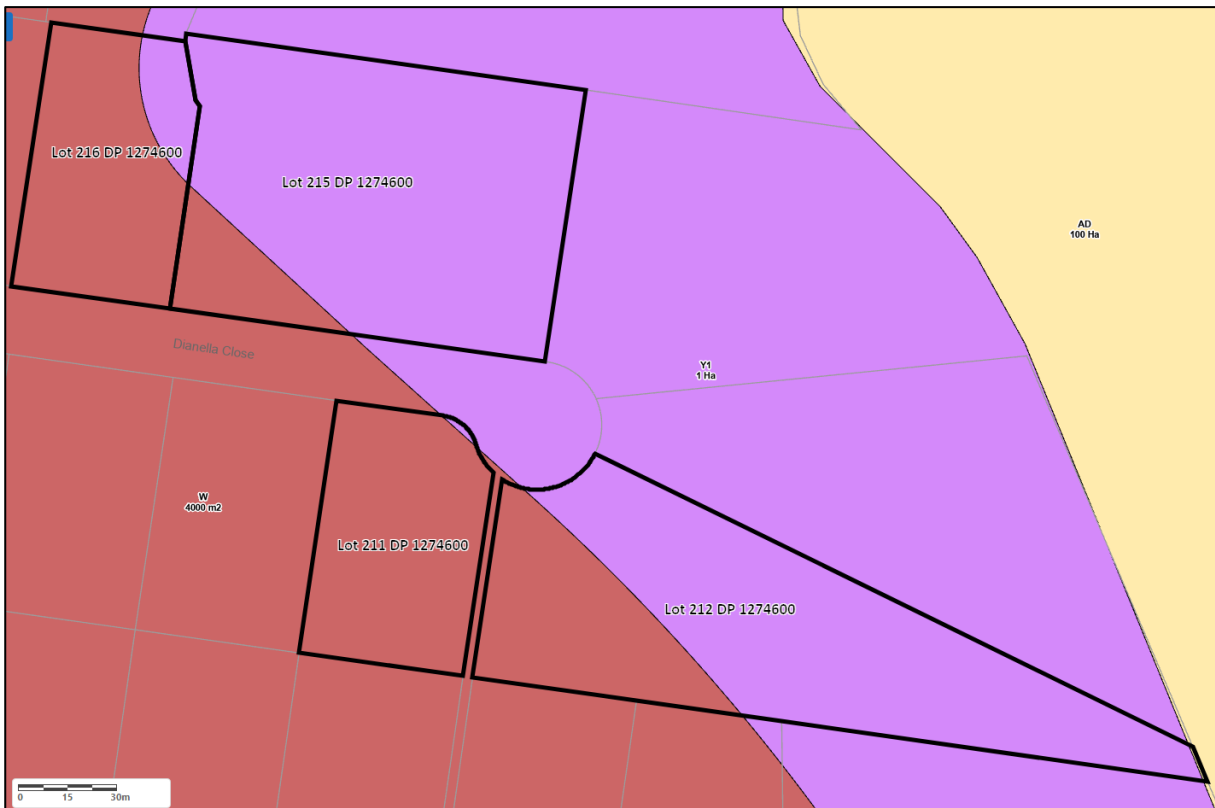 Lot 216 DP 1274600
Lot 215 DP 1274600
AD
100 Ha
Dianella Close
Y1
1 Ha
W
4000 m2
Lot 211 DP 1274600
Lot 212 DP 1274600
0 15 30m